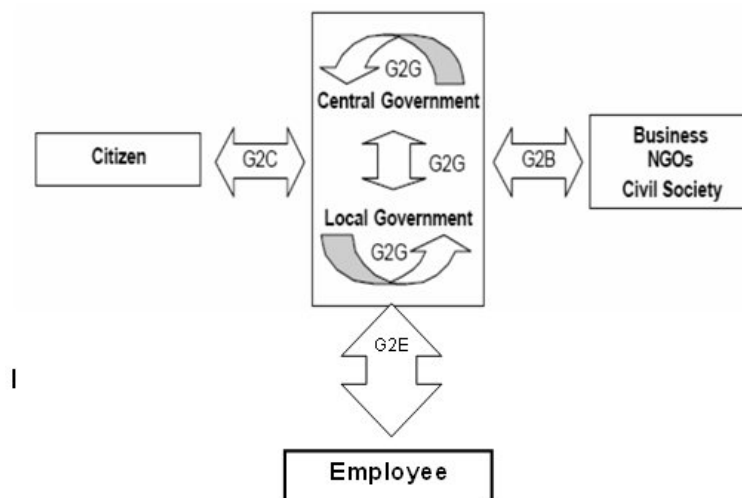 G2G
Central Government
Citizen
G2C
G2G
G2B
Business
NGOs
Civil Society
Local Government
G2G
G2E
I
Employee